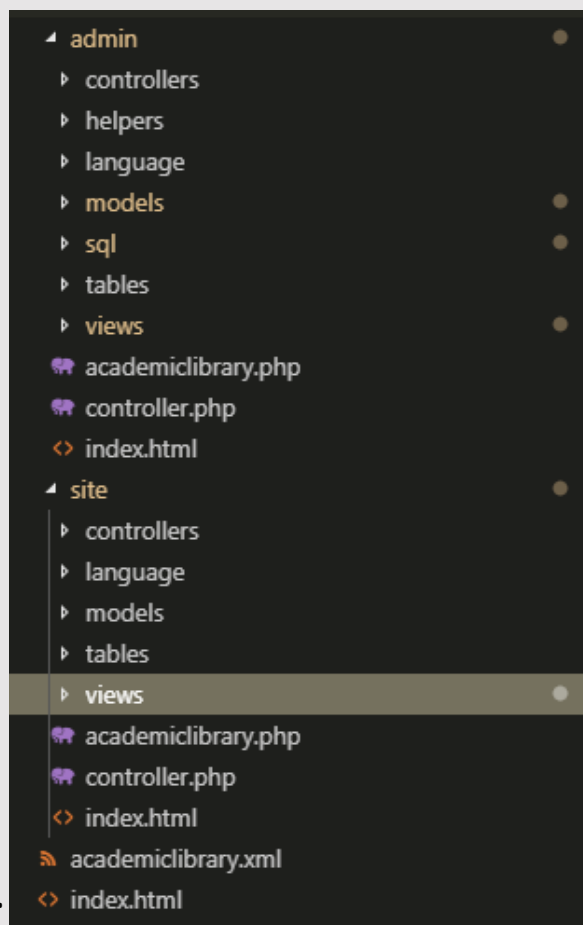 admin
controllers
helpers
language
models
sql
tables
views
academiclibrary.php
controller.php
index.html
site
controllers
language
models
tables
views
academiclibrary.php
controller.php
index.html
academiclibrary.xml
index.html